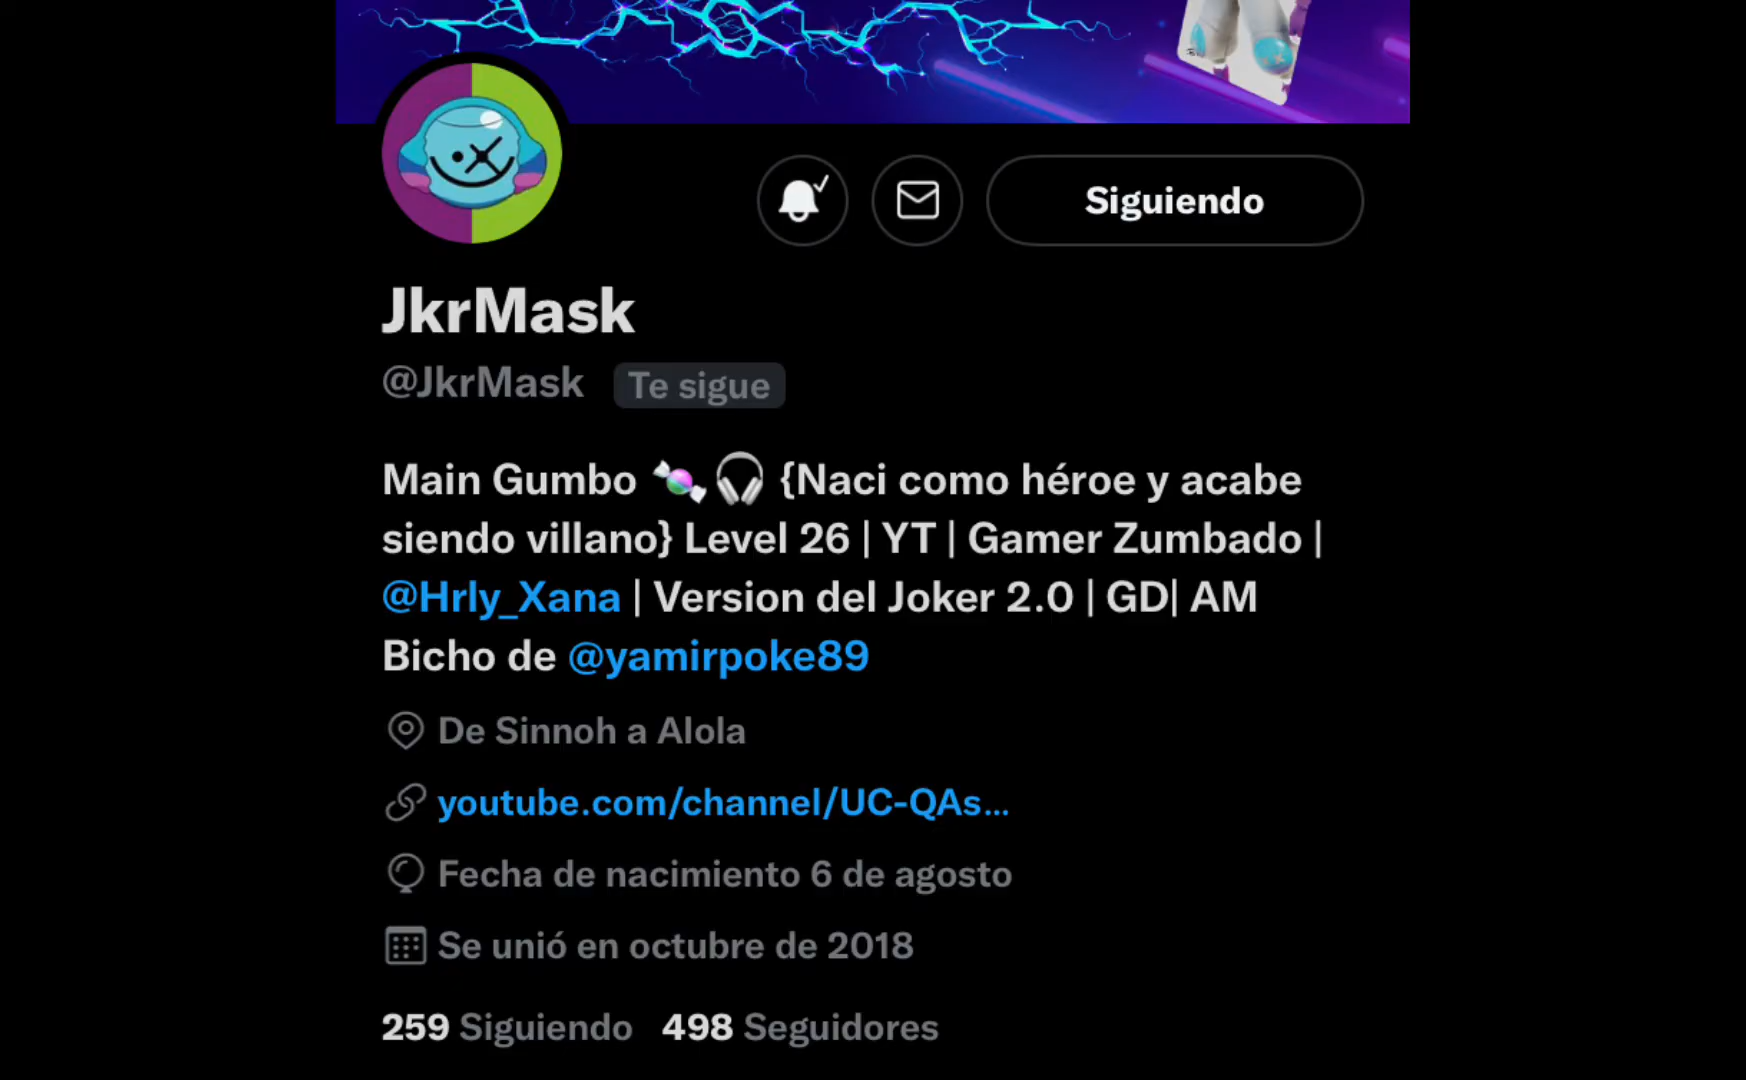 Siguiendo
JkrMask
@JkrMask Te sigue
Main Gumbo 🍬🎧 {Naci como héroe y acabe
siendo villano} Level 26 | YT | Gamer Zumbado |
@Hrly_Xana | Version del Joker 2.0 | GD| AM
Bicho de @yamirpoke89
De Sinnoh a Alola
youtube.com/channel/UC-QAs...
Fecha de nacimiento 6 de agosto
Se unió en octubre de 2018
259 Siguiendo 498 Seguidores